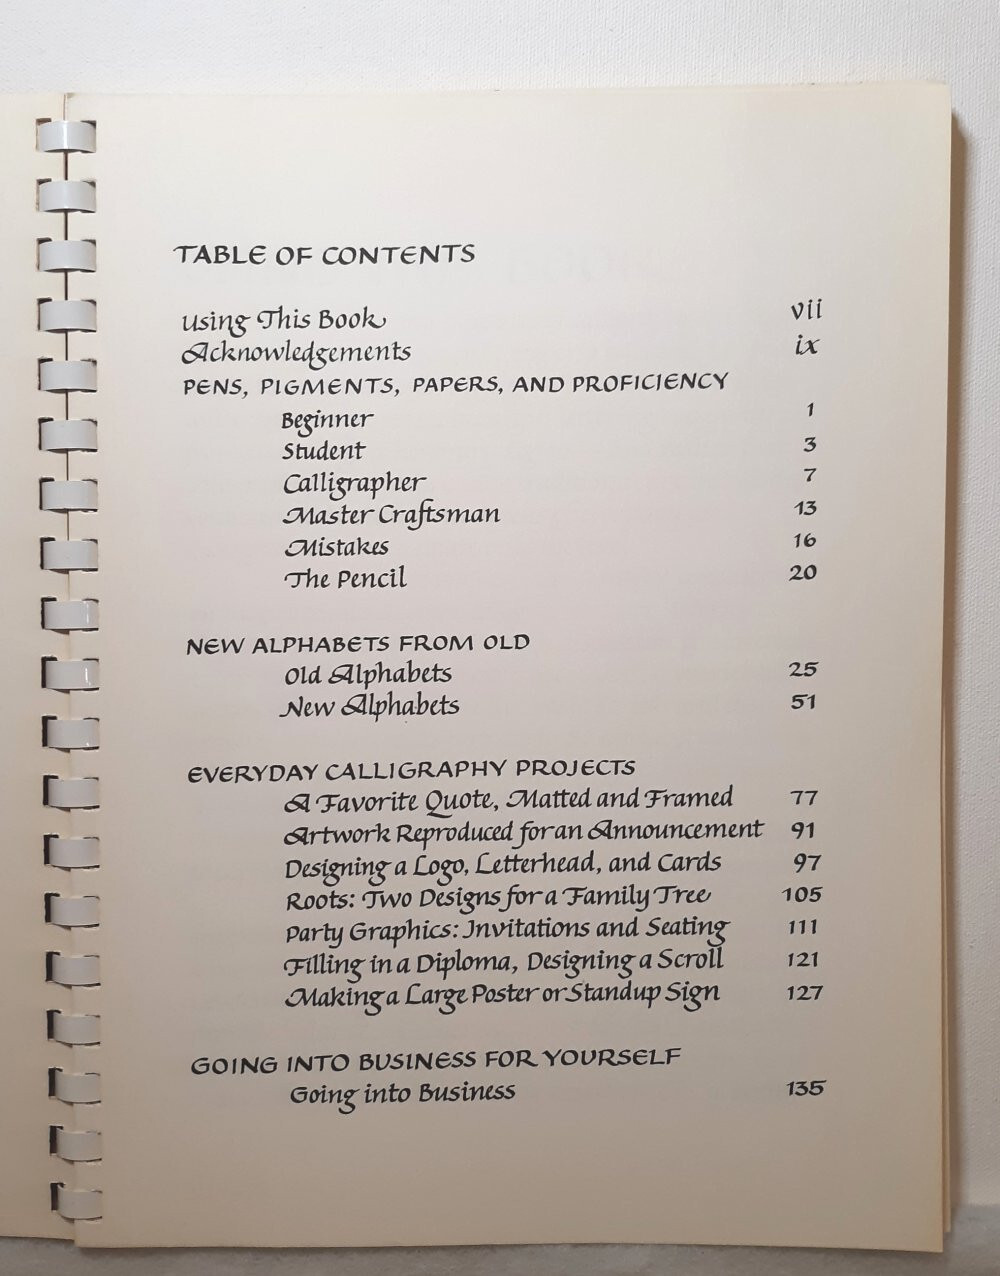 TABLE OF CONTENTS
Using This Book vii
Acknowledgements ix
PENS, PIGMENTS, PAPERS, AND PROFICIENCY
Beginner 1
Student 3
Calligrapher 7
Master Craftsman 13
Mistakes 16
The Pencil 20
NEW ALPHABETS FROM OLD
Old Alphabets 25
New Alphabets 51
EVERYDAY CALLIGRAPHY PROJECTS
A Favorite Quote, Matted and Framed 77
Artwork Reproduced for an Announcement 91
Designing a Logo, Letterhead, and Cards 97
Roots: Two Designs for a Family Tree 105
Party Graphics: Invitations and Seating 111
Filling in a Diploma, Designing a Scroll 121
Making a Large Poster or Standup Sign 127
GOING INTO BUSINESS FOR YOURSELF
Going into Business 135